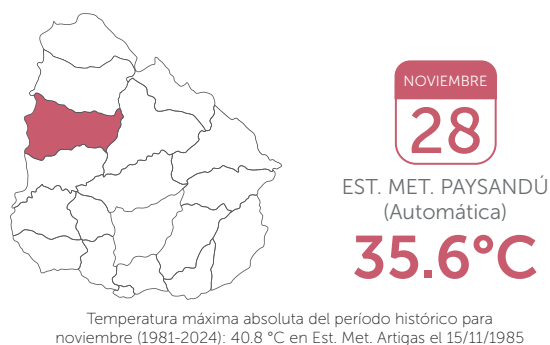 NOVIEMBRE
28
EST. MET. PAYSANDÚ
(Automática)
35.6°C
Temperatura máxima absoluta del período histórico para
noviembre (1981-2024): 40.8 °C en Est. Met. Artigas el 15/11/1985